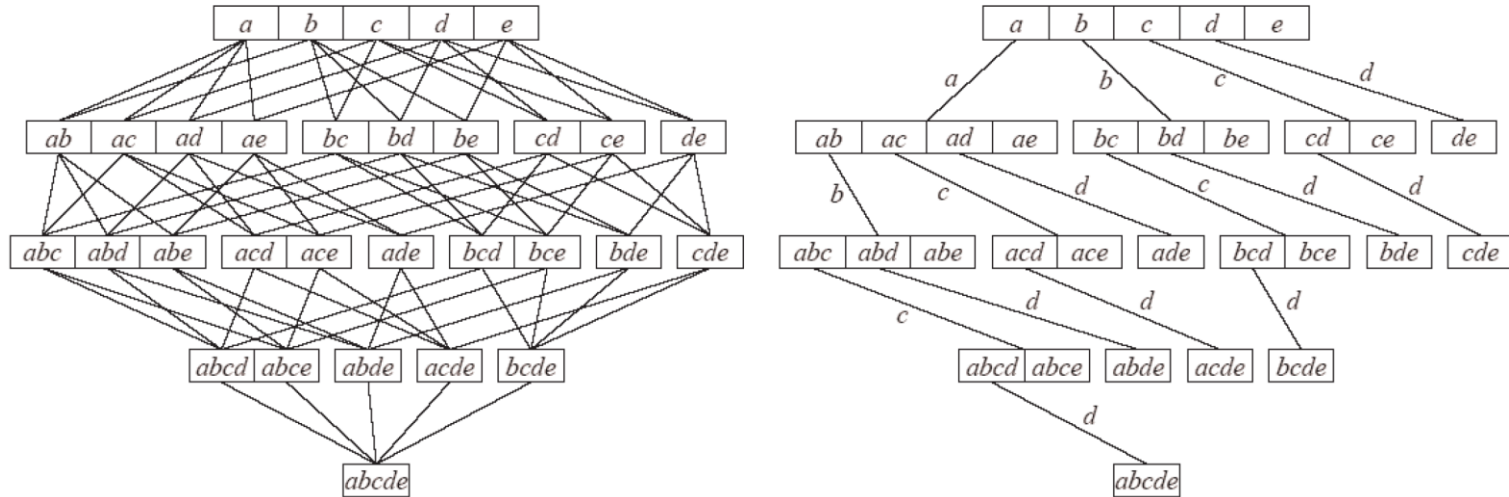 a b c d e
ab ac ad ae bc bd be cd ce de
abc abd abe acd ace ade bcd bce bde cde
abcd abce abde acde bcde
abcde
a b c d e
a b c d
ab ac ad ae bc bd be cd ce de
b c d c d d
abc abd abe acd ace ade bcd bce bde cde
c d d d
abcd abce abde acde bcde
d
abcde